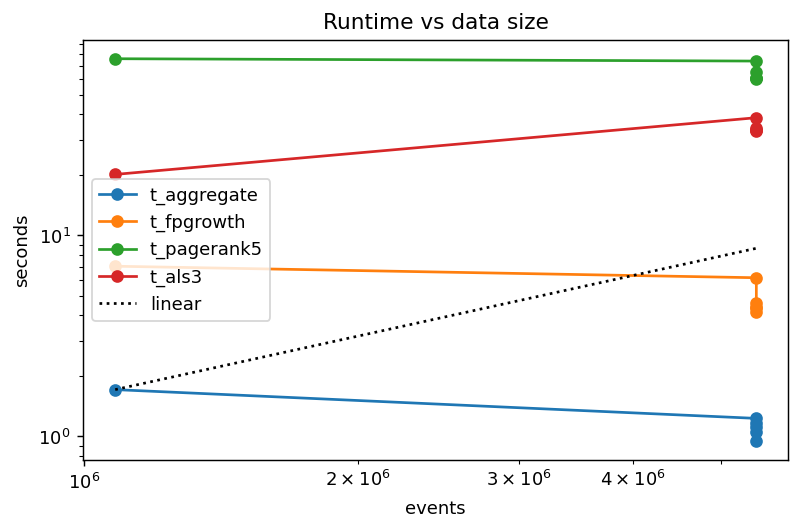 Runtime vs data size
seconds
10¹
10⁰
t_aggregate
t_fpgrowth
t_pagerank5
t_als3
linear
10⁶
2 × 10⁶
3 × 10⁶
4 × 10⁶
events